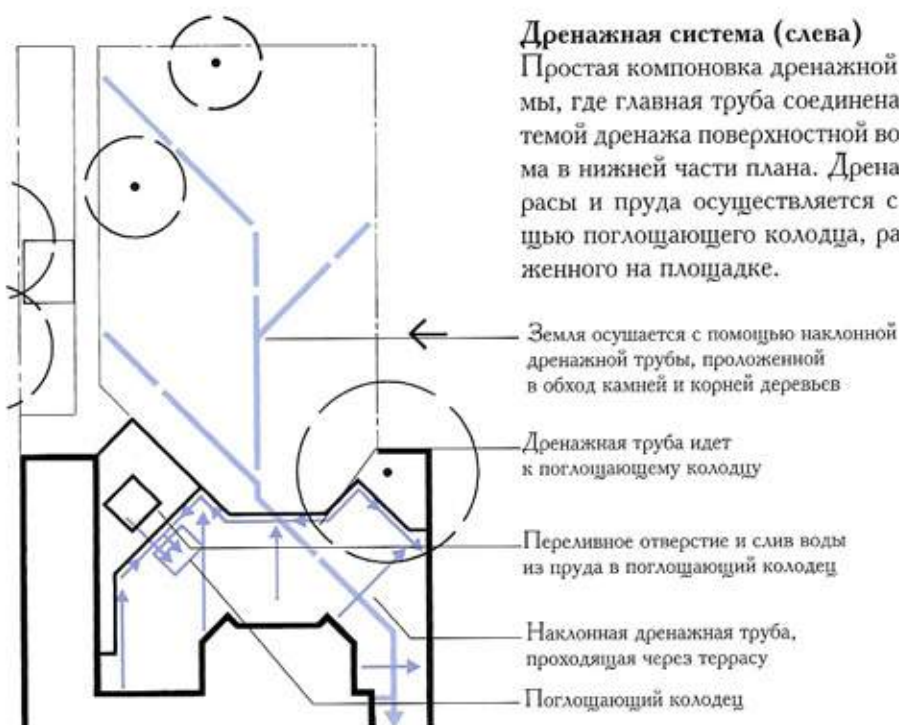 Дренажная система (слева)
Простая компоновка дренажной
мы, где главная труба соединена
темой дренажа поверхностной во
ма в нижней части плана. Дрена
расы и пруда осуществляется с
щью поглощающего колодца, ра
женного на площадке.
Земля осушается с помощью наклонной
дренажной трубы, проложенной
в обход камней и корней деревьев
Дренажная труба идет
к поглощающему колодцу
Переливное отверстие и слив воды
из пруда в поглощающий колодец
Наклонная дренажная труба,
проходящая через террасу
Поглощающий колодец